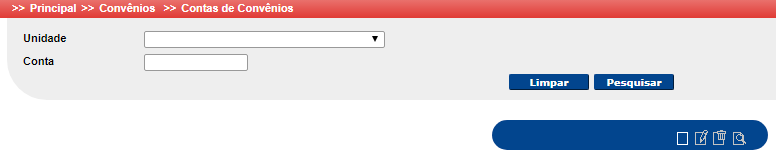 >> Principal >> Convênios >> Contas de Convênios
Unidade
Conta
Limpar Pesquisar